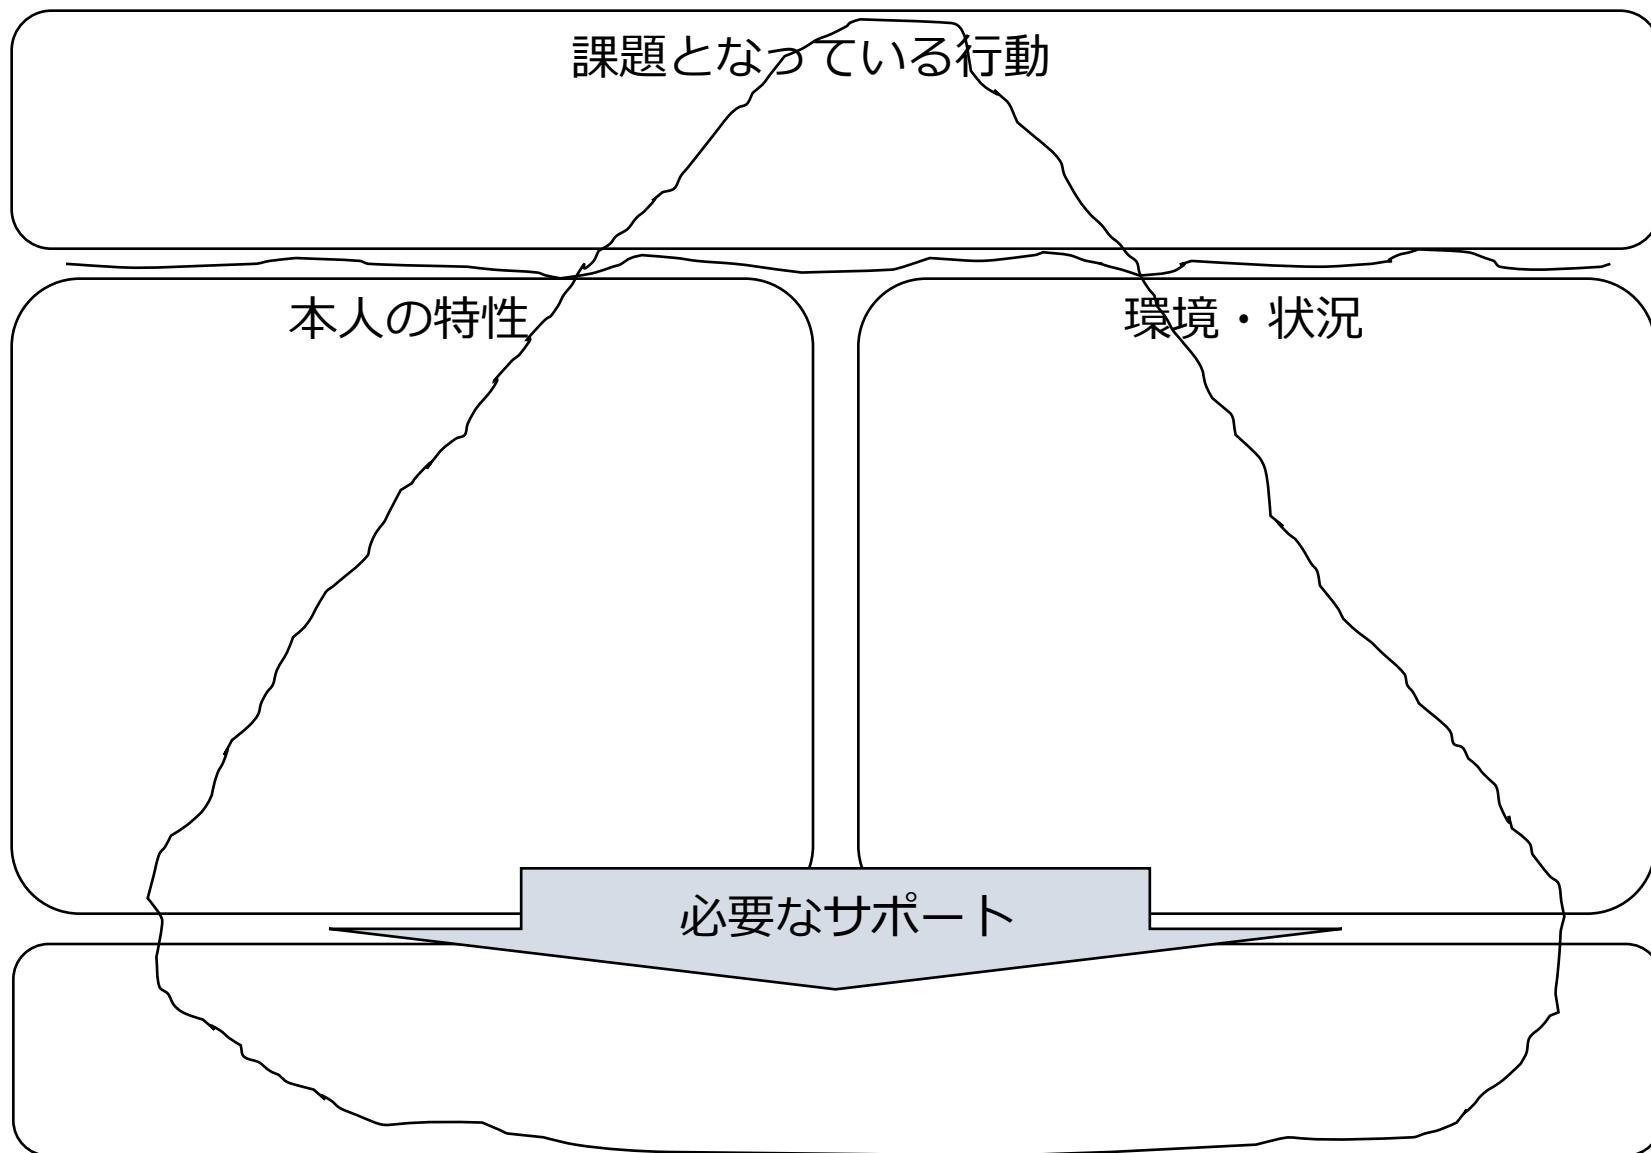 課題となっている行動
本人の特性
環境・状況
必要なサポート